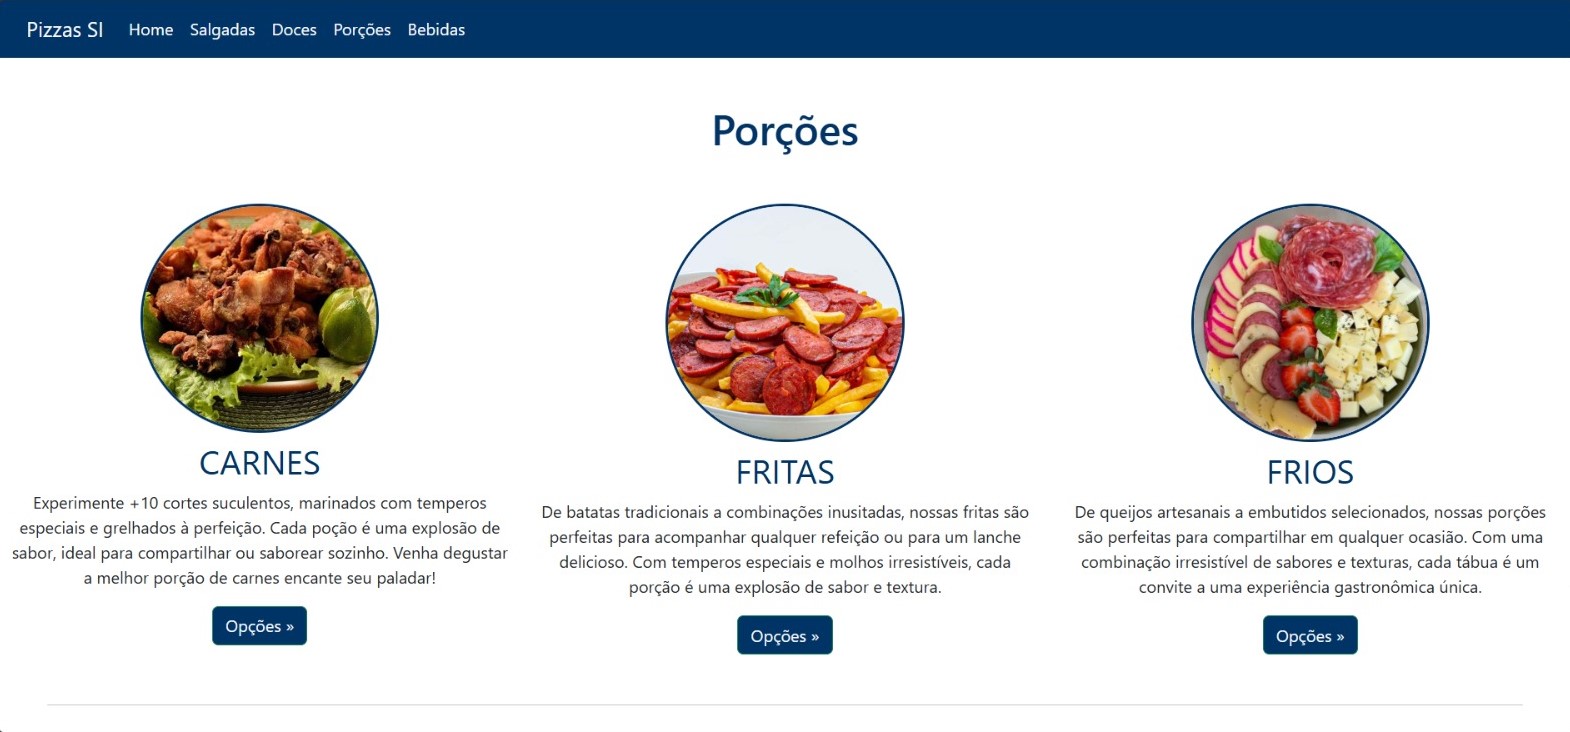 Pizzas SI Home Salgadas Doces Porções Bebidas
Porções
CARNES
Experimente +10 cortes suculentos, marinados com temperos
especiais e grelhados à perfeição. Cada poção é uma explosão de
sabor, ideal para compartilhar ou saborear sozinho. Venha degustar
a melhor porção de carnes encante seu paladar!
Opções »
FRITAS
De batatas tradicionais a combinações inusitadas, nossas fritas são
perfeitas para acompanhar qualquer refeição ou para um lanche
delicioso. Com temperos especiais e molhos irresistíveis, cada
porção é uma explosão de sabor e textura.
Opções »
FRIOS
De queijos artesanais a embutidos selecionados, nossas porções
são perfeitas para compartilhar em qualquer ocasião. Com uma
combinação irresistível de sabores e texturas, cada tábua é um
convite a uma experiência gastronômica única.
Opções »